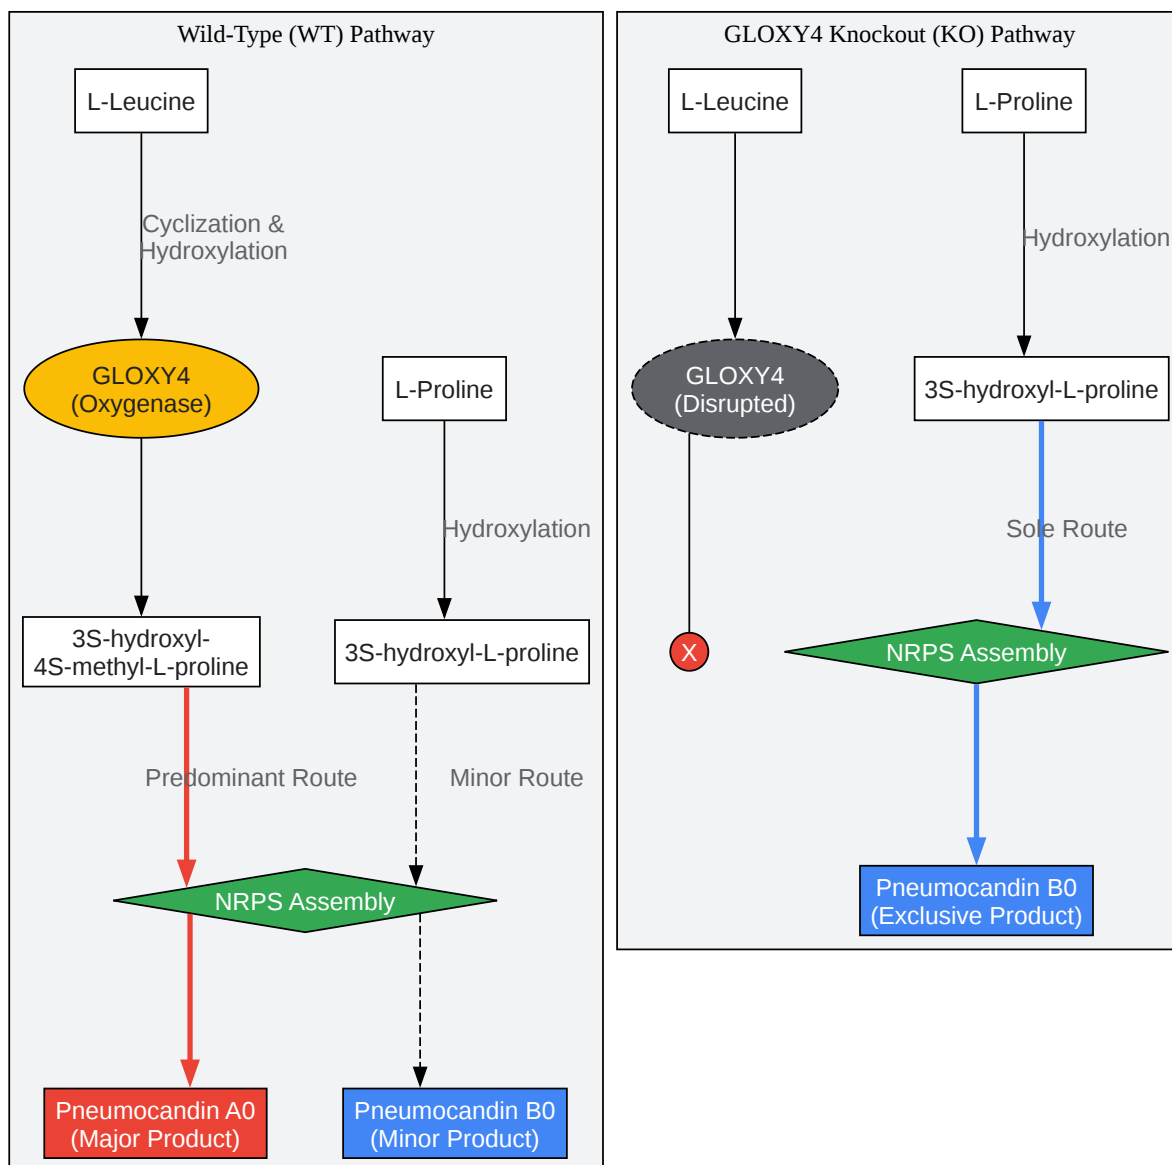 Wild-Type (WT) Pathway
L-Leucine
Cyclization &
Hydroxylation
GLOXY4
(Oxygenase)
L-Proline
Hydroxylation
3S-hydroxyl-
4S-methyl-L-proline
3S-hydroxyl-L-proline
Predominant Route
Minor Route
NRPS Assembly
Pneumocandin A0
(Major Product)
Pneumocandin B0
(Minor Product)
GLOXY4 Knockout (KO) Pathway
L-Leucine
L-Proline
Hydroxylation
GLOXY4
(Disrupted)
3S-hydroxyl-L-proline
Sole Route
X
NRPS Assembly
Pneumocandin B0
(Exclusive Product)